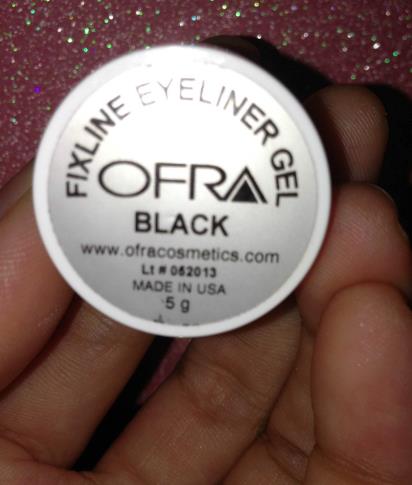 FIXLINE EYELINER GEL
OFRA
BLACK
www.ofracosmetics.com
Lt # 052013
MADE IN USA
5 g